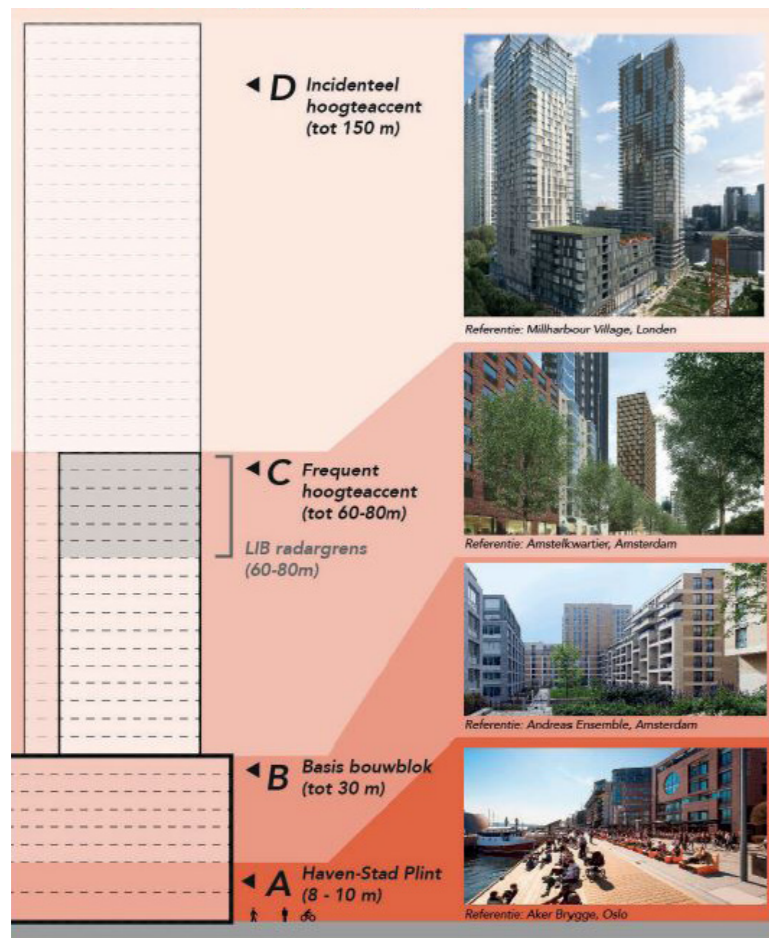 D Incidenteel
hoogteaccent
(tot 150 m)
Referentie: Millharbour Village, Londen
C Frequent
hoogteaccent
(tot 60-80m)
LIB radargrens
(60-80m)
Referentie: Amstelkwartier, Amsterdam
Referentie: Andreas Ensemble, Amsterdam
B Basis bouwblok
(tot 30 m)
A Haven-Stad Plint
(8 - 10 m)
Referentie: Aker Brygge, Oslo